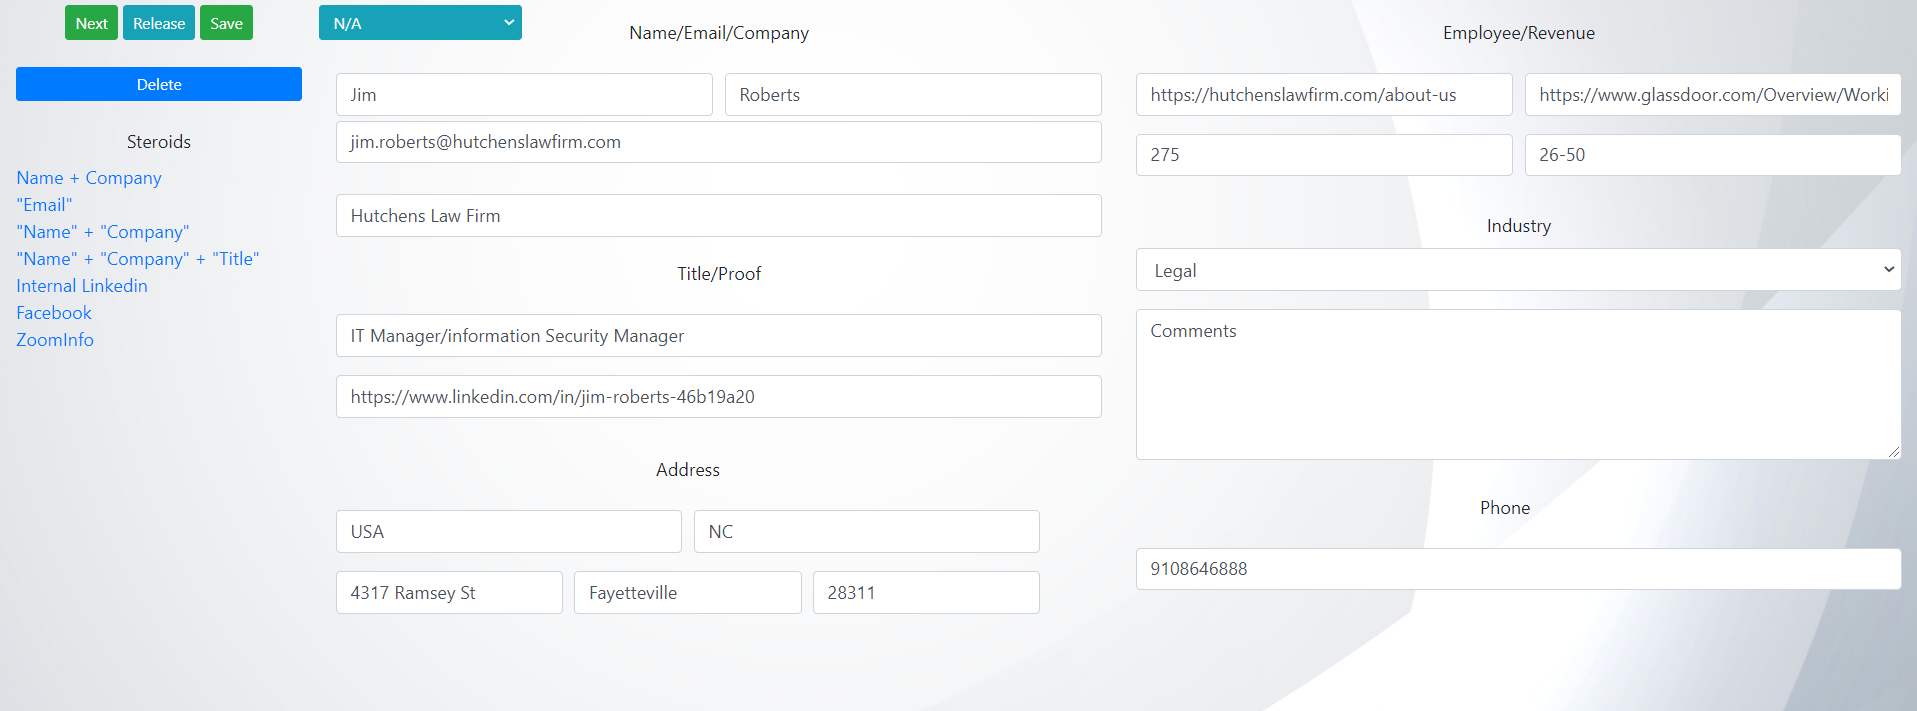 Next Release Save N/A
Name/Email/Company
Employee/Revenue
Delete
Steroids
Name + Company
"Email"
"Name" + "Company"
"Name" + "Company" + "Title"
Internal Linkedin
Facebook
ZoomInfo
Jim Roberts
jim.roberts@hutchenslawfirm.com
Hutchens Law Firm
Title/Proof
IT Manager/information Security Manager
https://www.linkedin.com/in/jim-roberts-46b19a20
Address
USA NC
4317 Ramsey St Fayetteville 28311
https://hutchenslawfirm.com/about-us https://www.glassdoor.com/Overview/Worki
275 26-50
Industry
Legal
Comments
Phone
9108646888